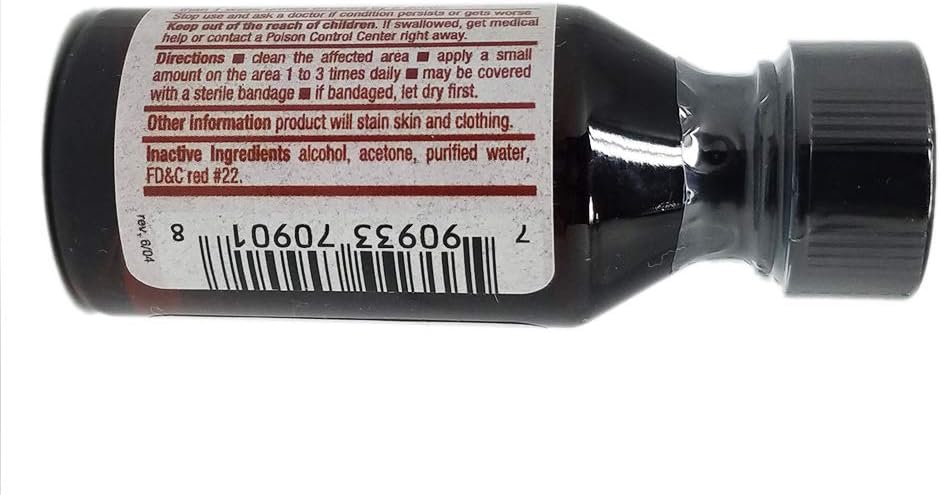 Stop use and ask a doctor if condition persists or gets worse
Keep out of the reach of children. If swallowed, get medical
help or contact a Poison Control Center right away.
Directions ■ clean the affected area ■ apply a small
amount on the area 1 to 3 times daily ■ may be covered
with a sterile bandage ■ if bandaged, let dry first.
Other information product will stain skin and clothing.
Inactive Ingredients alcohol, acetone, purified water,
FD&C red #22.
rev. 6/04
7 90933 70901 8